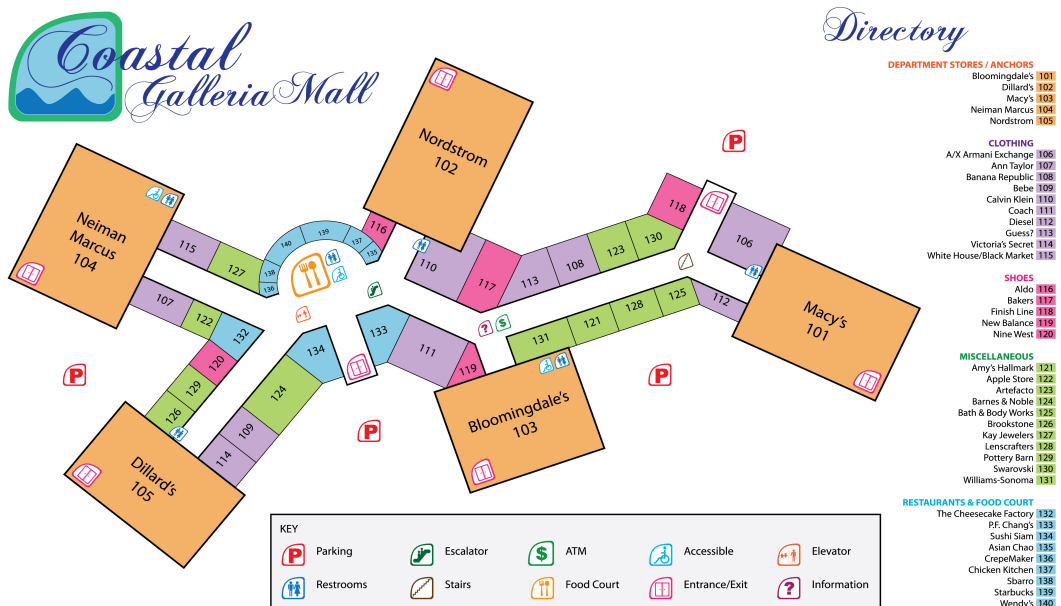 Coastal
Galleria Mall
Directory
DEPARTMENT STORES / ANCHORS
Bloomingdale's 101
Dillard's 102
Macy's 103
Neiman Marcus 104
Nordstrom 105
CLOTHING
A/X Armani Exchange 106
Ann Taylor 107
Banana Republic 108
Bebe 109
Calvin Klein 110
Coach 111
Diesel 112
Guess? 113
Victoria's Secret 114
White House/Black Market 115
SHOES
Aldo 116
Bakers 117
Finish Line 118
New Balance 119
Nine West 120
MISCELLANEOUS
Amy's Hallmark 121
Apple Store 122
Artefacto 123
Barnes & Noble 124
Bath & Body Works 125
Brookstone 126
Kay Jewelers 127
Lenscrafters 128
Pottery Barn 129
Swarovski 130
Williams-Sonoma 131
RESTAURANTS & FOOD COURT
The Cheesecake Factory 132
P.F. Chang's 133
Sushi Siam 134
Asian Chao 135
CrepeMaker 136
Chicken Kitchen 137
Sbarro 138
Starbucks 139
Wendy's 140
Nordstrom
102
Neiman
Marcus
104
Macy's
101
Bloomingdale's
103
Dillard's
105
115
127
136
138
140
139
137
135
116
110
117
113
108
123
130
118
106
112
125
128
121
131
119
111
133
134
124
109
114
107
122
132
120
129
126
P
P
P
P
?
$
KEY
P Parking
Escalator
$ ATM
Accessible
Elevator
Restrooms
Stairs
Food Court
Entrance/Exit
? Information